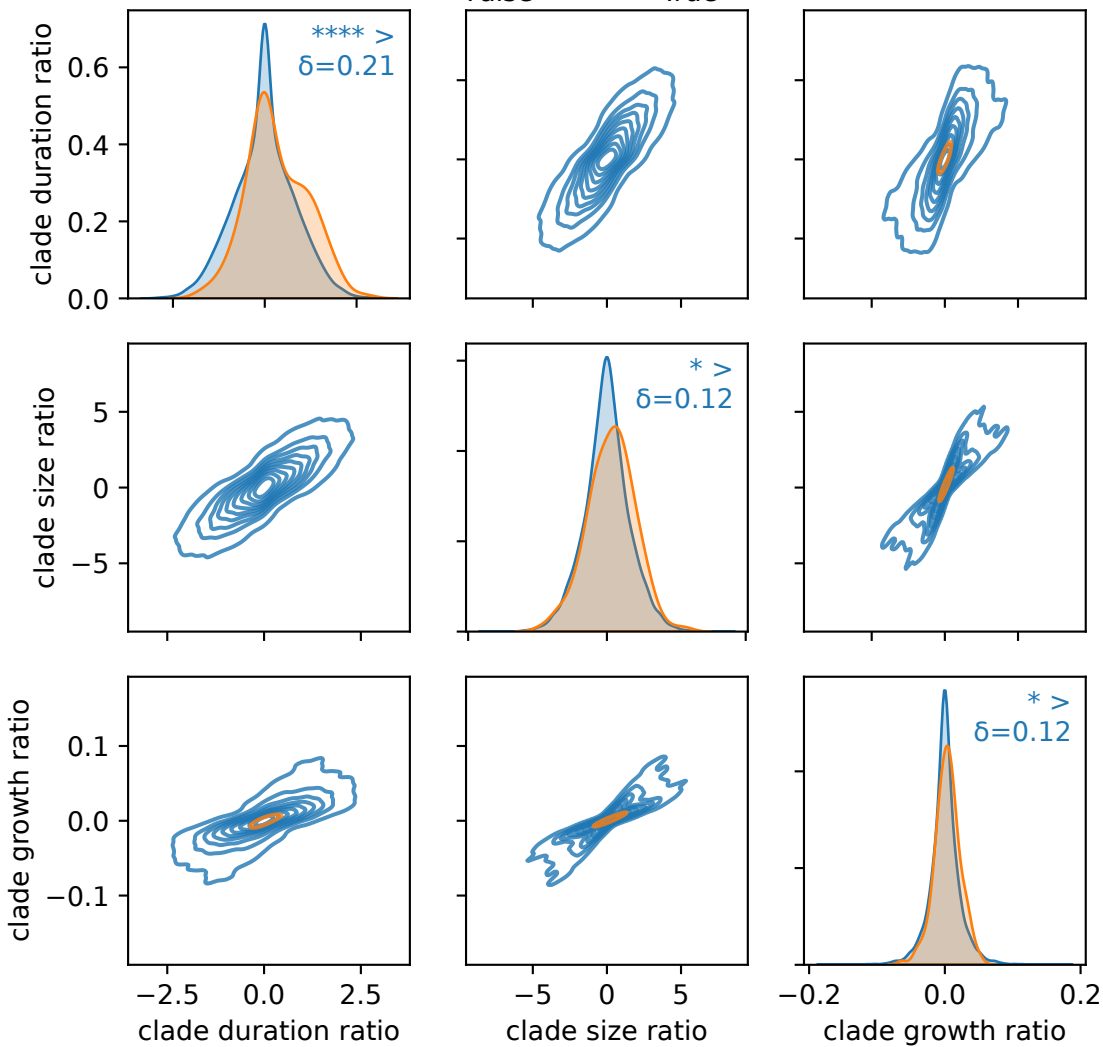 clade duration ratio
0.6
0.4
0.2
0.0
**** >
δ=0.21
clade size ratio
5
0
−5
* >
δ=0.12
clade growth ratio
0.1
0.0
−0.1
* >
δ=0.12
−2.5 0.0 2.5
−5 0 5
−0.2 0.0 0.2
clade duration ratio
clade size ratio
clade growth ratio